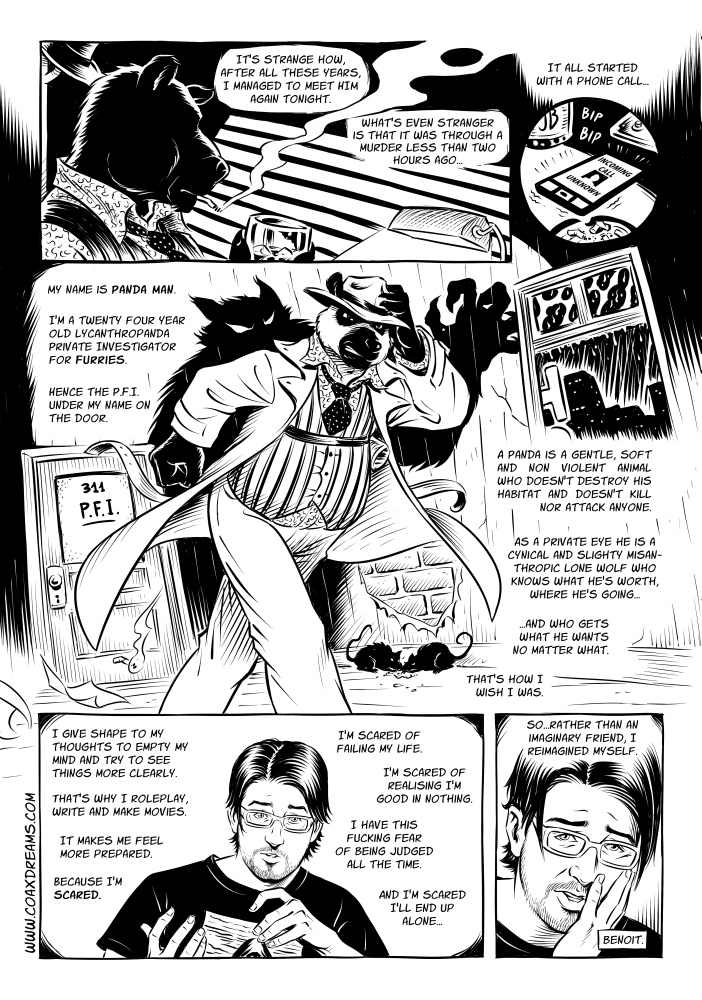 IT'S STRANGE HOW,
AFTER ALL THESE YEARS,
I MANAGED TO MEET HIM
AGAIN TONIGHT.
WHAT'S EVEN STRANGER
IS THAT IT WAS THROUGH A
MURDER LESS THAN TWO
HOURS AGO...
IT ALL STARTED
WITH A PHONE CALL...
JB
BIP
BIP
INCOMING
CALL
UNKNOWN
MY NAME IS PANDA MAN.
I'M A TWENTY FOUR YEAR
OLD LYCANTHROPANDA
PRIVATE INVESTIGATOR
FOR FURRIES.
HENCE THE P.F.I.
UNDER MY NAME ON
THE DOOR.
311
P.F.I.
A PANDA IS A GENTLE, SOFT
AND NON VIOLENT ANIMAL
WHO DOESN'T DESTROY HIS
HABITAT AND DOESN'T KILL
NOR ATTACK ANYONE.
AS A PRIVATE EYE HE IS A
CYNICAL AND SLIGHTY MISAN-
THROPIC LONE WOLF WHO
KNOWS WHAT HE'S WORTH,
WHERE HE'S GOING...
...AND WHO GETS
WHAT HE WANTS
NO MATTER WHAT.
THAT'S HOW I
WISH I WAS.
I GIVE SHAPE TO MY
THOUGHTS TO EMPTY MY
MIND AND TRY TO SEE
THINGS MORE CLEARLY.
THAT'S WHY I ROLEPLAY,
WRITE AND MAKE MOVIES.
IT MAKES ME FEEL
MORE PREPARED.
BECAUSE I'M
SCARED.
I'M SCARED OF
FAILING MY LIFE.
I'M SCARED OF
REALISING I'M
GOOD IN NOTHING.
I HAVE THIS
FUCKING FEAR
OF BEING JUDGED
ALL THE TIME.
AND I'M SCARED
I'LL END UP
ALONE...
SO...RATHER THAN AN
IMAGINARY FRIEND, I
REIMAGINED MYSELF.
BENOIT.
WWW.COAXDREAMS.COM